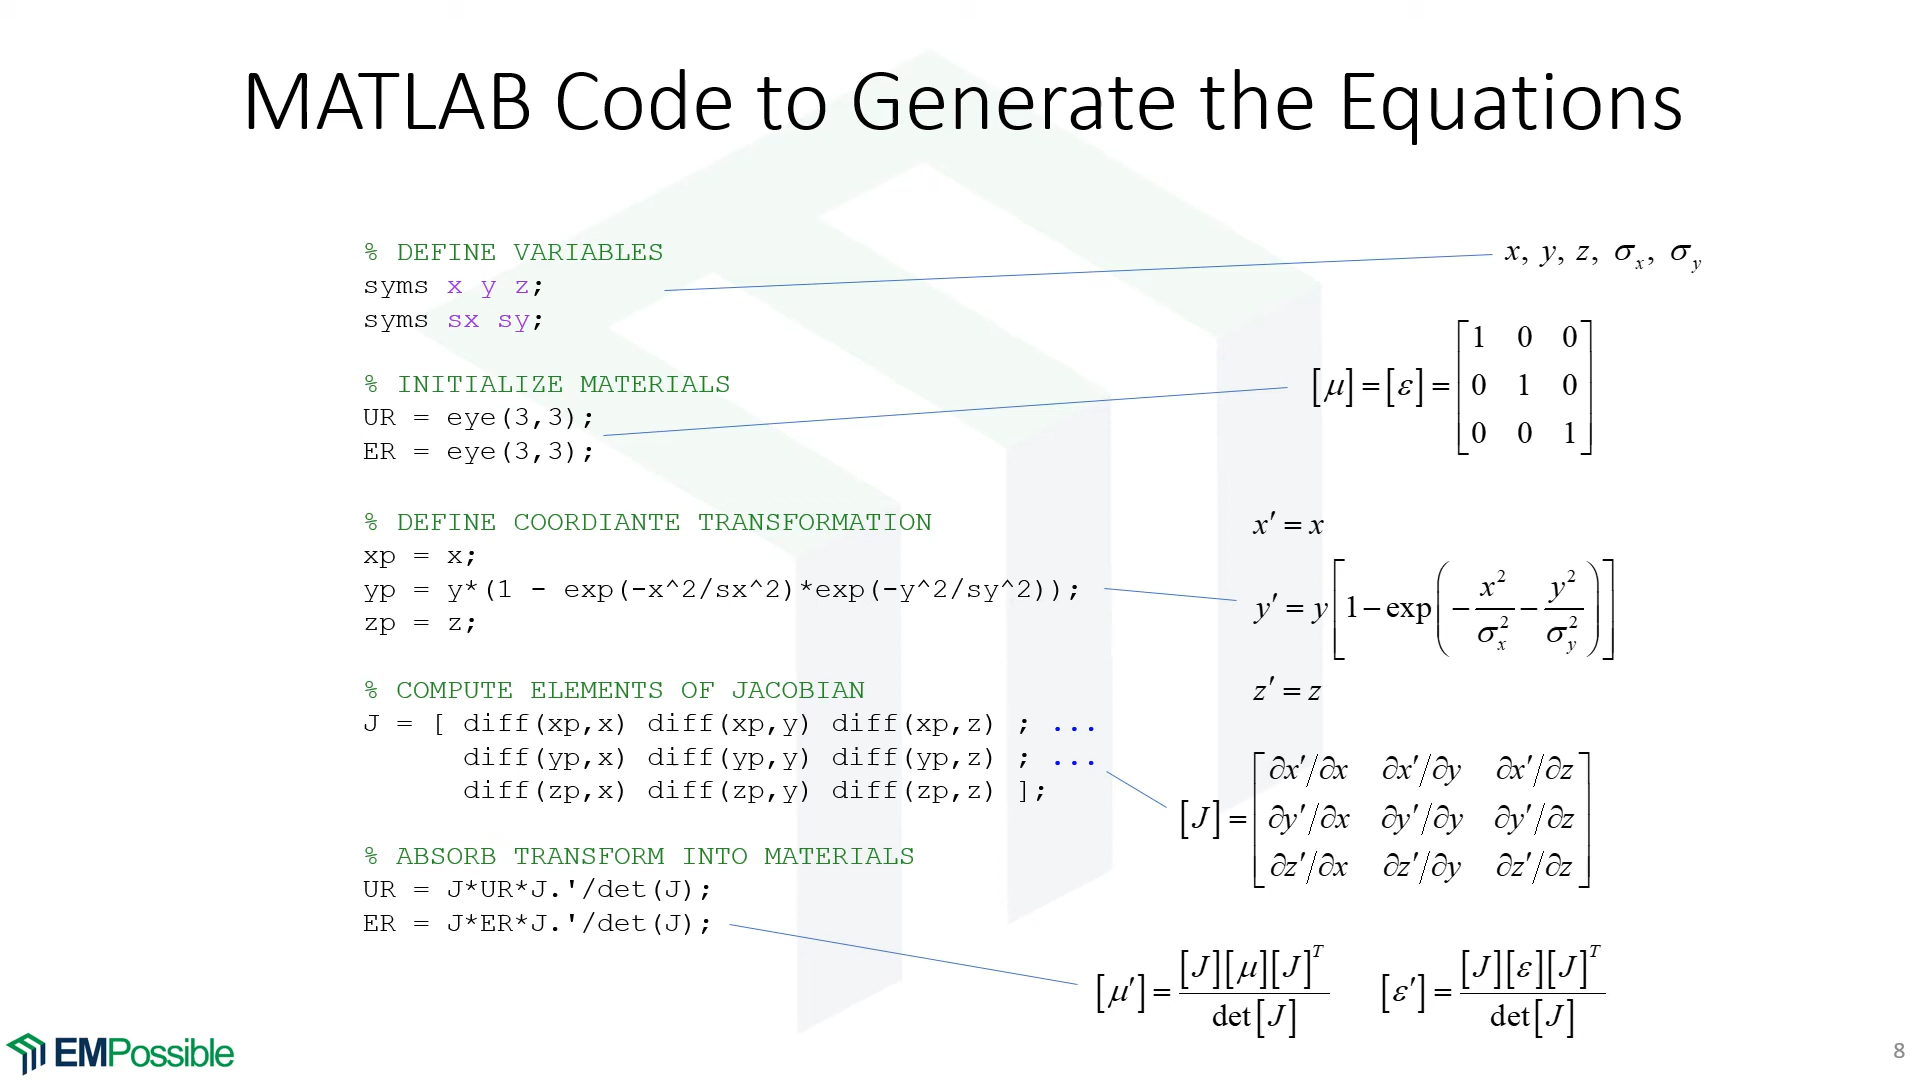 MATLAB Code to Generate the Equations
% DEFINE VARIABLES
syms x y z;
syms sx sy;
x, y, z, σ_x, σ_y
% INITIALIZE MATERIALS
UR = eye(3,3);
ER = eye(3,3);
[μ] = [ε] = [1 0 0
0 1 0
0 0 1]
% DEFINE COORDIANTE TRANSFORMATION
xp = x;
yp = y*(1 - exp(-x^2/sx^2)*exp(-y^2/sy^2));
zp = z;
x′ = x
y′ = y[1 − exp(−x²/σ_x² − y²/σ_y²)]
z′ = z
% COMPUTE ELEMENTS OF JACOBIAN
J = [ diff(xp,x) diff(xp,y) diff(xp,z) ; ...
diff(yp,x) diff(yp,y) diff(yp,z) ; ...
diff(zp,x) diff(zp,y) diff(zp,z) ];
[J] = [∂x′/∂x ∂x′/∂y ∂x′/∂z
∂y′/∂x ∂y′/∂y ∂y′/∂z
∂z′/∂x ∂z′/∂y ∂z′/∂z]
% ABSORB TRANSFORM INTO MATERIALS
UR = J*UR*J.'/det(J);
ER = J*ER*J.'/det(J);
[μ′] = [J][μ][J]^T / det[J]
[ε′] = [J][ε][J]^T / det[J]
EMPossible
8